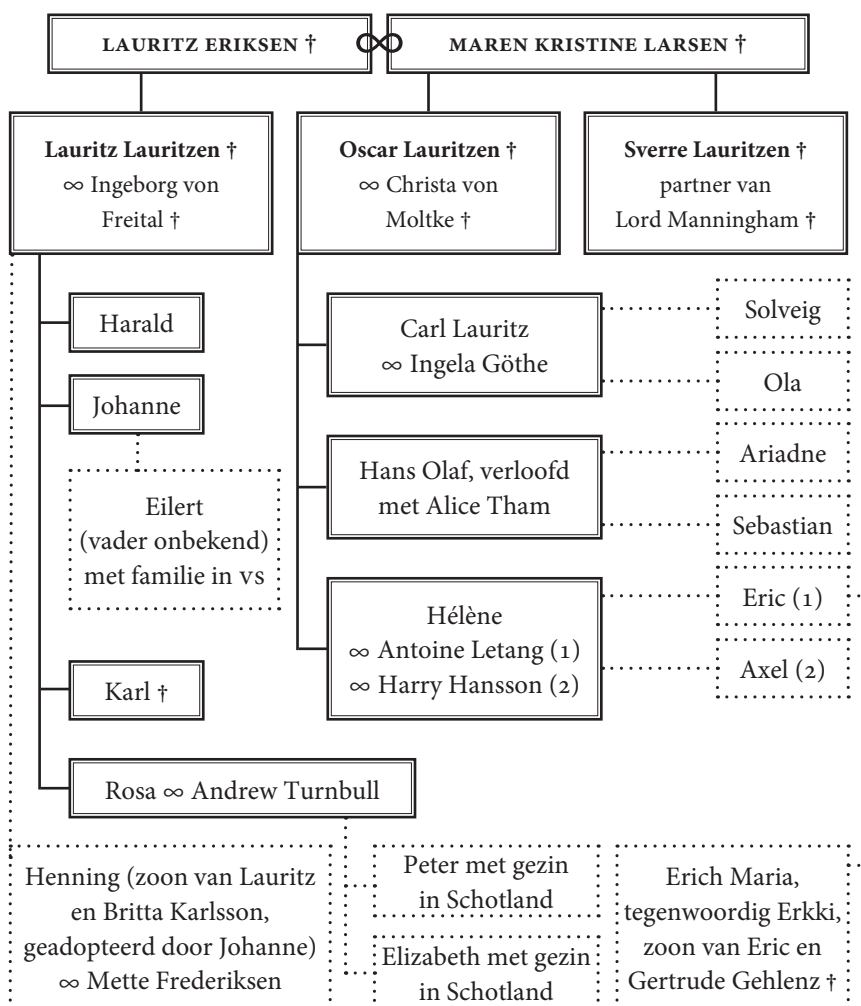 LAURITZ ERIKSEN † ∞ MAREN KRISTINE LARSEN †
Lauritz Lauritzen †
∞ Ingeborg von
Freital †
Oscar Lauritzen †
∞ Christa von
Moltke †
Sverre Lauritzen †
partner van
Lord Manningham †
Harald
Johanne
Eilert
(vader onbekend)
met familie in VS
Karl †
Rosa ∞ Andrew Turnbull
Carl Lauritz
∞ Ingela Göthe
Hans Olaf, verloofd
met Alice Tham
Hélène
∞ Antoine Letang (1)
∞ Harry Hansson (2)
Solveig
Ola
Ariadne
Sebastian
Eric (1)
Axel (2)
Henning (zoon van Lauritz
en Britta Karlsson,
geadopteerd door Johanne)
∞ Mette Frederiksen
Peter met gezin
in Schotland
Elizabeth met gezin
in Schotland
Erich Maria,
tegenwoordig Erkki,
zoon van Eric en
Gertrude Gehlenz †